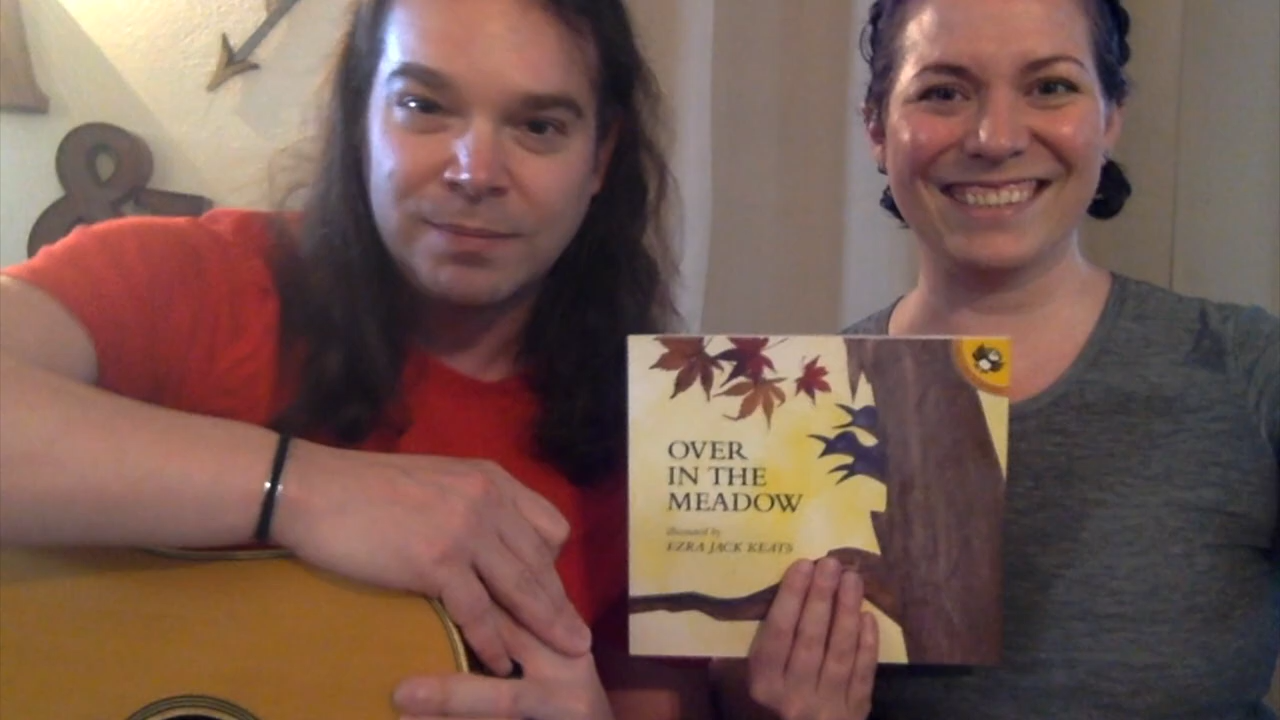 &
OVER
IN THE
MEADOW
illustrated by
EZRA JACK KEATS